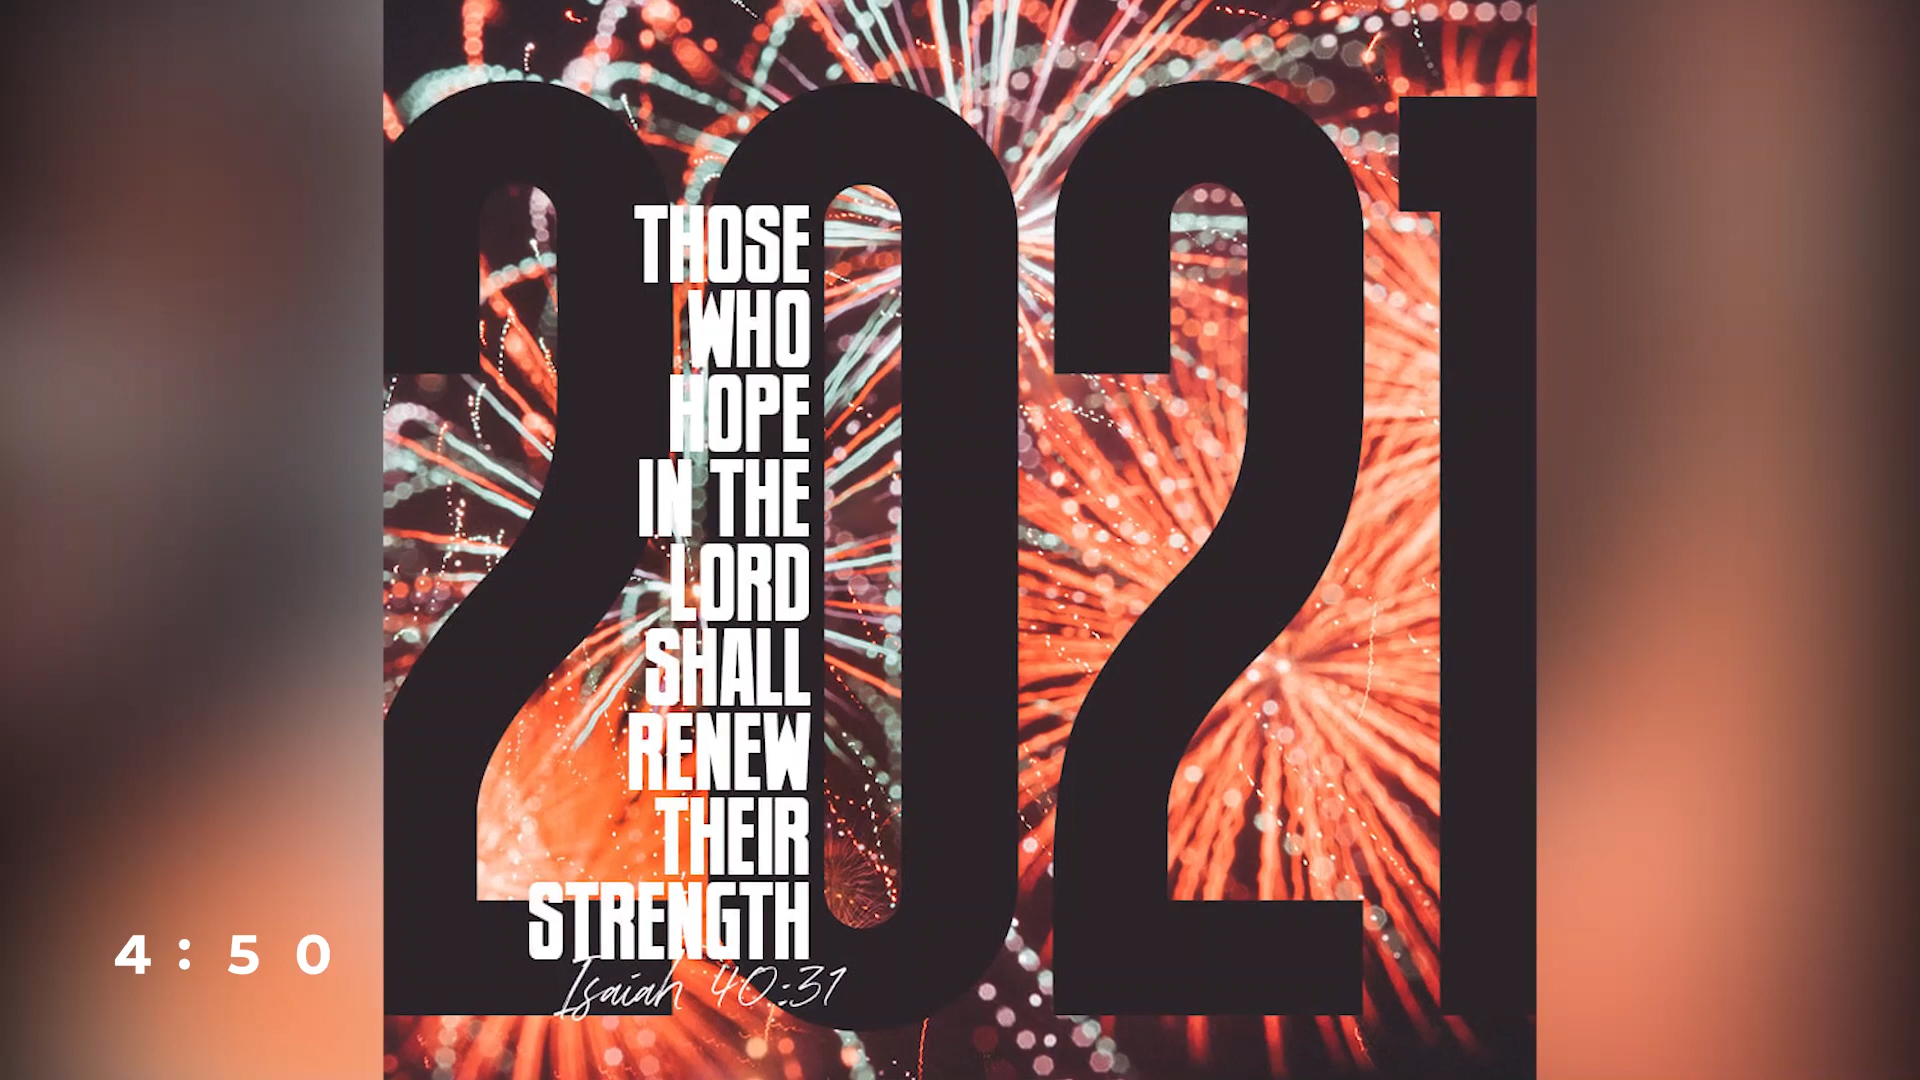 2021
THOSE
WHO
HOPE
IN THE
LORD
SHALL
RENEW
THEIR
STRENGTH
Isaiah 40:31
4:50